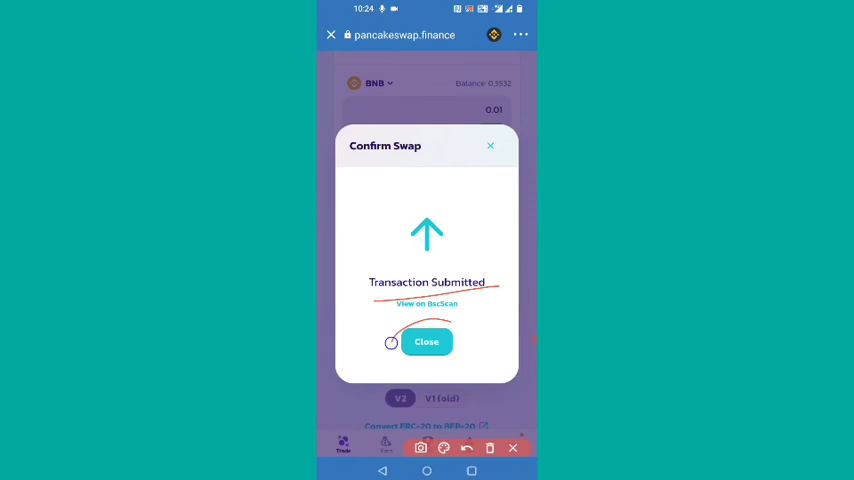 10:24
pancakeswap.finance
BNB
Balance: 0.5532
0.01
Confirm Swap
Transaction Submitted
View on BscScan
Close
V2
V1 (old)
Convert ERC-20 to BEP-20
Trade
Earn